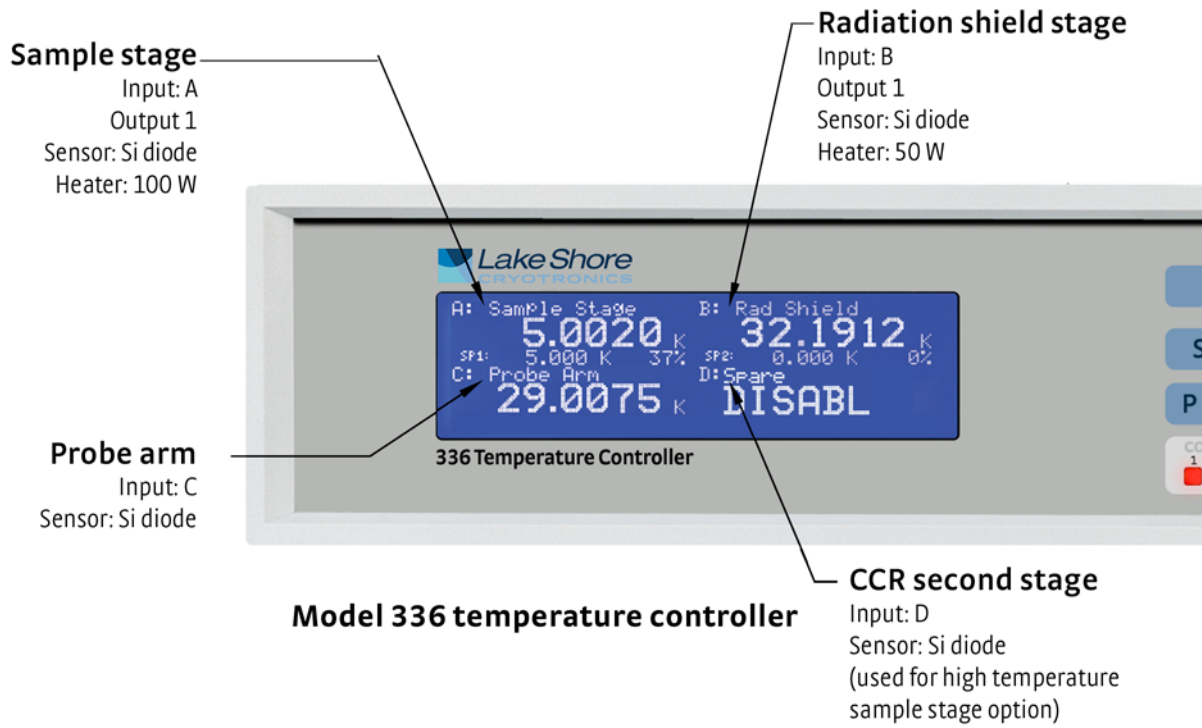 Sample stage
Input: A
Output 1
Sensor: Si diode
Heater: 100 W
Radiation shield stage
Input: B
Output 1
Sensor: Si diode
Heater: 50 W
Lake Shore
CRYOTRONICS
A: Sample Stage
5.0020 K
SP1: 5.000 K 37%
B: Rad Shield
32.1912 K
SP2: 0.000 K 0%
C: Probe Arm
29.0075 K
D:Spare
DISABL
336 Temperature Controller
S
P
CO
1
Probe arm
Input: C
Sensor: Si diode
Model 336 temperature controller
CCR second stage
Input: D
Sensor: Si diode
(used for high temperature
sample stage option)